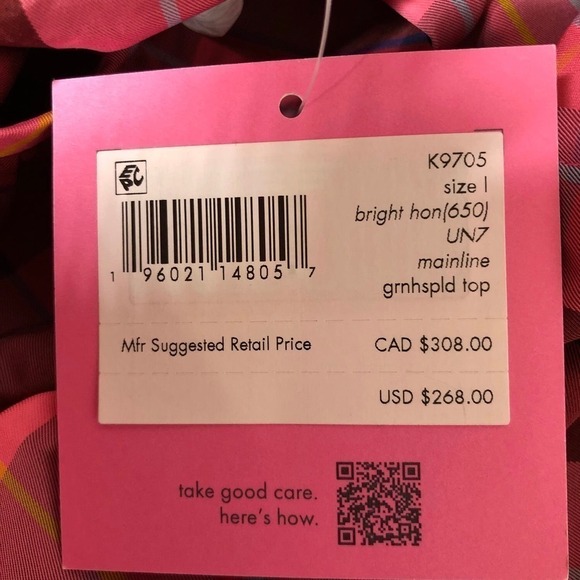 EPC
K9705
size l
bright hon(650)
UN7
mainline
grnhspld top
1 96021 14805 7
Mfr Suggested Retail Price CAD $308.00
USD $268.00
take good care.
here's how.